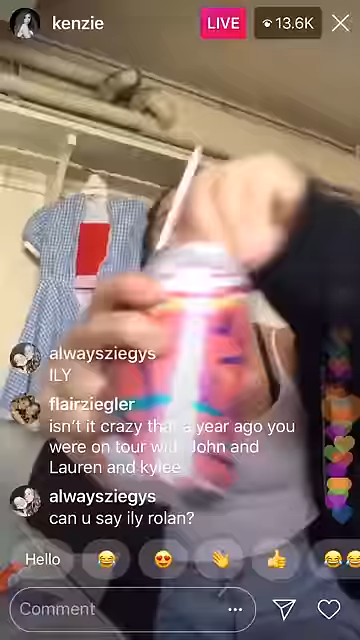 kenzie
LIVE
13.6K
alwaysziegys
ILY
flairziegler
isn't it crazy that a year ago you
were on tour with John and
Lauren and kylee
alwaysziegys
can u say ily rolan?
Hello
Comment